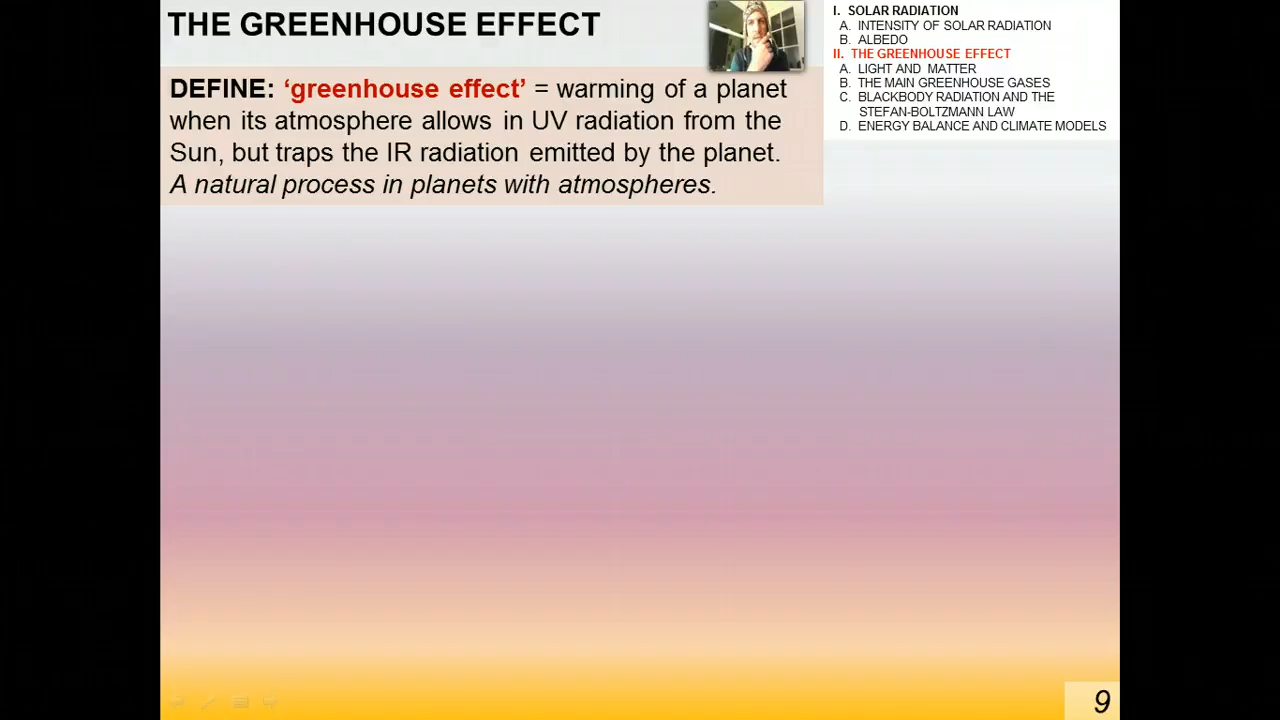 THE GREENHOUSE EFFECT
DEFINE: ‘greenhouse effect’ = warming of a planet
when its atmosphere allows in UV radiation from the
Sun, but traps the IR radiation emitted by the planet.
A natural process in planets with atmospheres.
I. SOLAR RADIATION
A. INTENSITY OF SOLAR RADIATION
B. ALBEDO
II. THE GREENHOUSE EFFECT
A. LIGHT AND MATTER
B. THE MAIN GREENHOUSE GASES
C. BLACKBODY RADIATION AND THE
STEFAN-BOLTZMANN LAW
D. ENERGY BALANCE AND CLIMATE MODELS
9